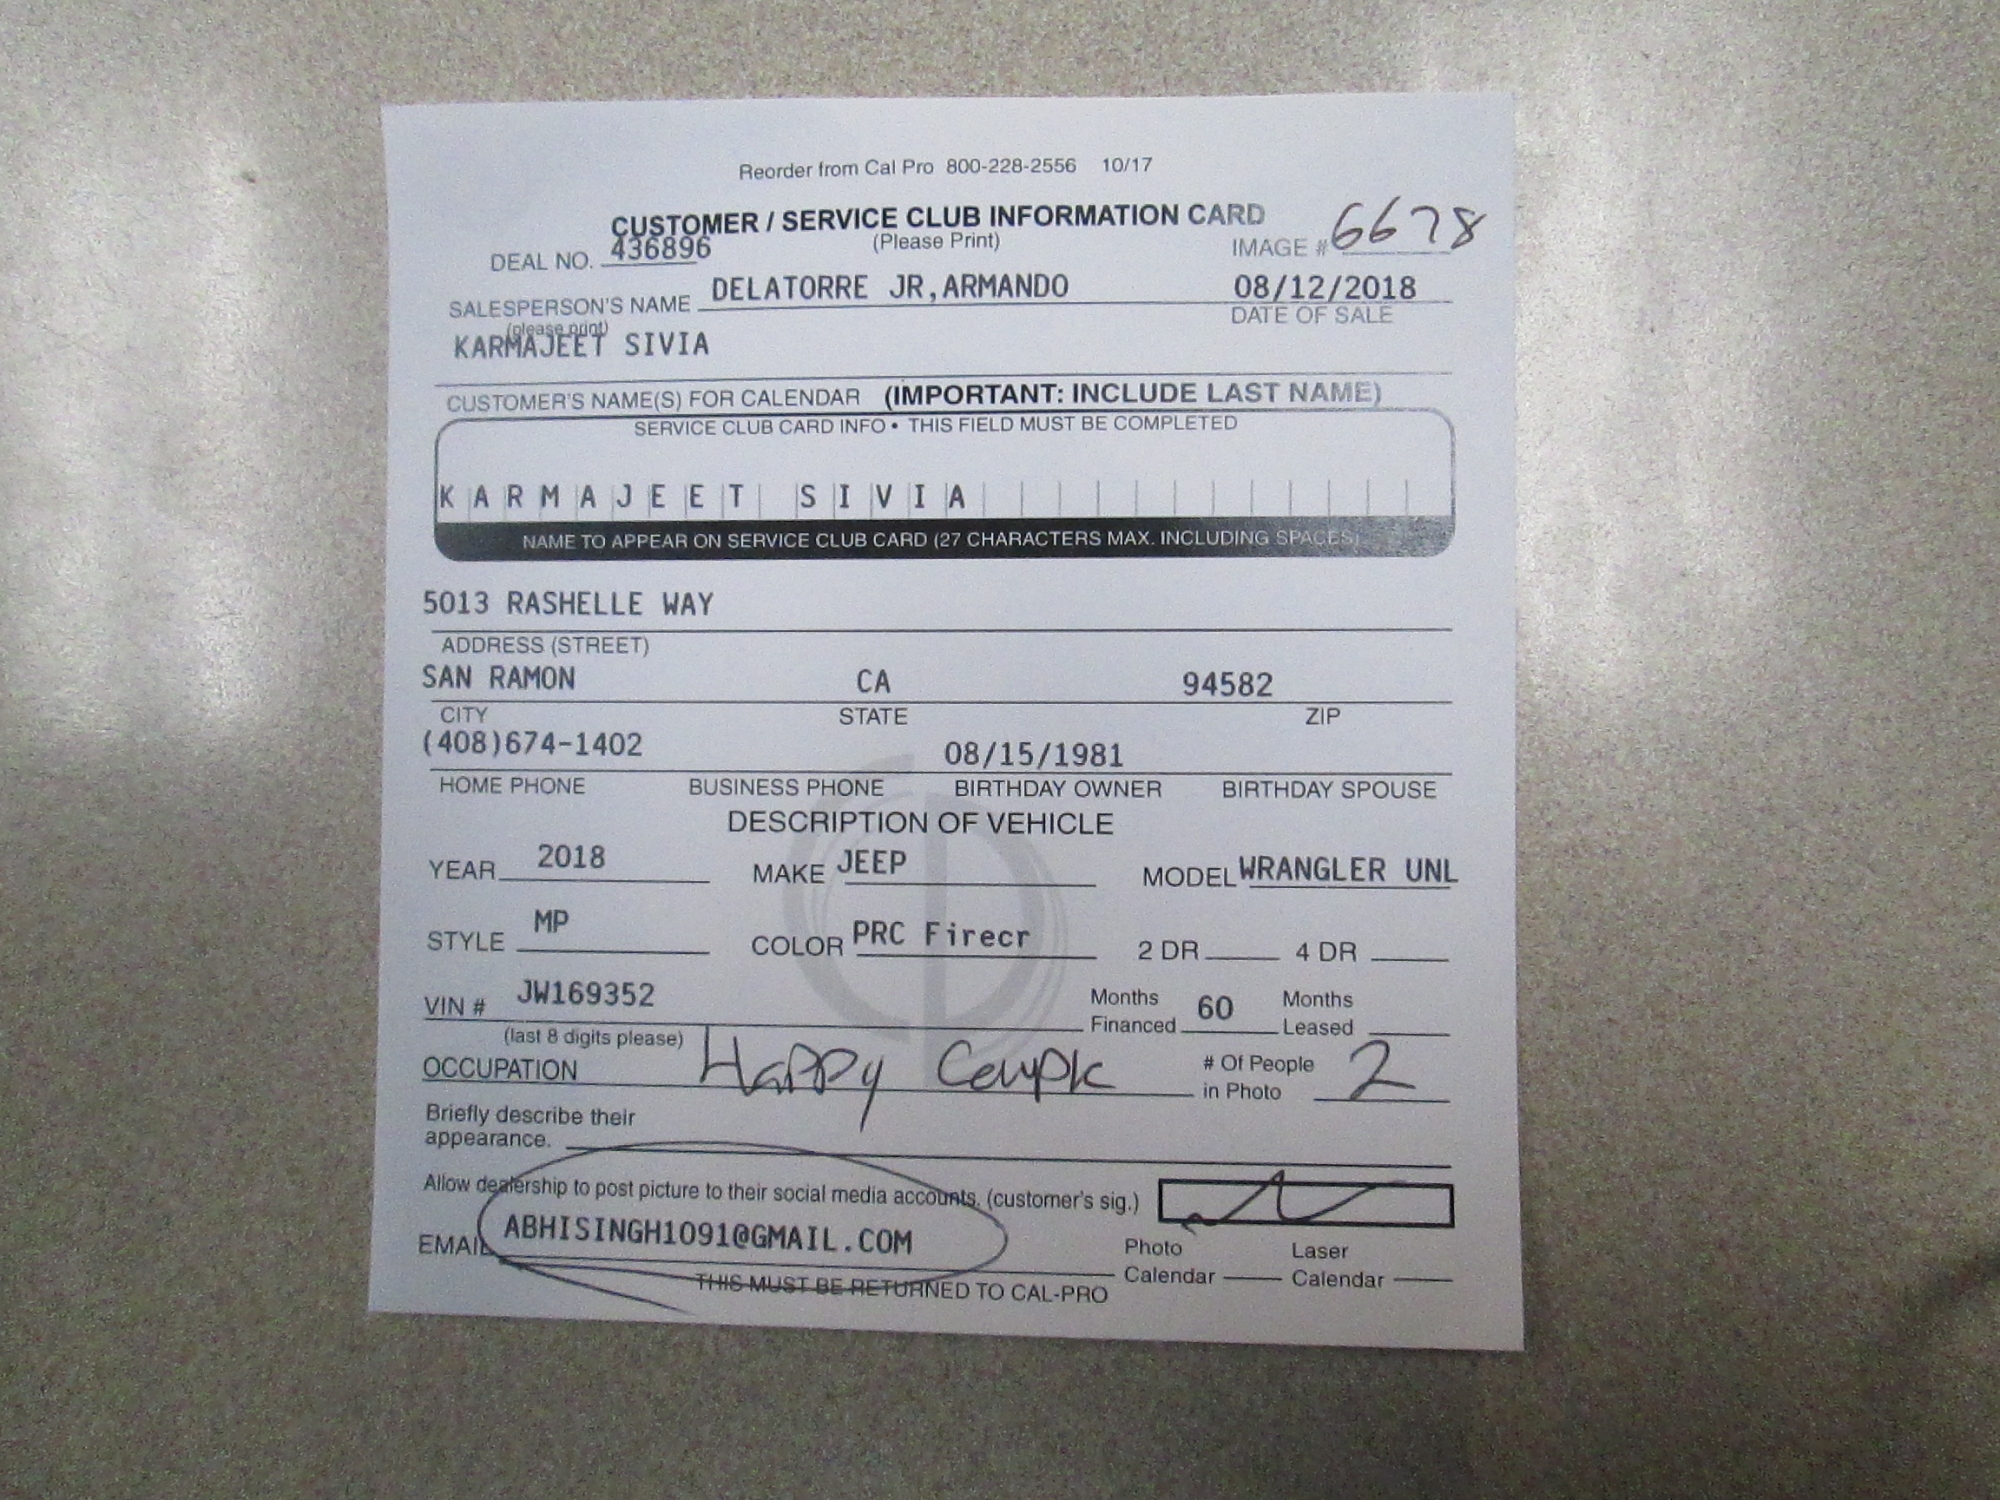 Reorder from Cal Pro 800-228-2556 10/17
CUSTOMER / SERVICE CLUB INFORMATION CARD
(Please Print)
DEAL NO. 436896 IMAGE # 6678
SALESPERSON'S NAME DELATORRE JR,ARMANDO 08/12/2018
(please print) DATE OF SALE
KARMAJEET SIVIA
CUSTOMER'S NAME(S) FOR CALENDAR (IMPORTANT: INCLUDE LAST NAME)
SERVICE CLUB CARD INFO • THIS FIELD MUST BE COMPLETED
KARMAJEET SIVIA
NAME TO APPEAR ON SERVICE CLUB CARD (27 CHARACTERS MAX. INCLUDING SPACES)
5013 RASHELLE WAY
ADDRESS (STREET)
SAN RAMON CA 94582
CITY STATE ZIP
(408)674-1402 08/15/1981
HOME PHONE BUSINESS PHONE BIRTHDAY OWNER BIRTHDAY SPOUSE
DESCRIPTION OF VEHICLE
YEAR 2018 MAKE JEEP MODEL WRANGLER UNL
STYLE MP COLOR PRC Firecr 2 DR 4 DR
VIN # JW169352 Months Financed 60 Months Leased
(last 8 digits please)
OCCUPATION Happy Couple # Of People in Photo 2
Briefly describe their
appearance.
Allow dealership to post picture to their social media accounts. (customer's sig.)
EMAIL ABHISINGH1091@GMAIL.COM Photo Calendar Laser Calendar
THIS MUST BE RETURNED TO CAL-PRO